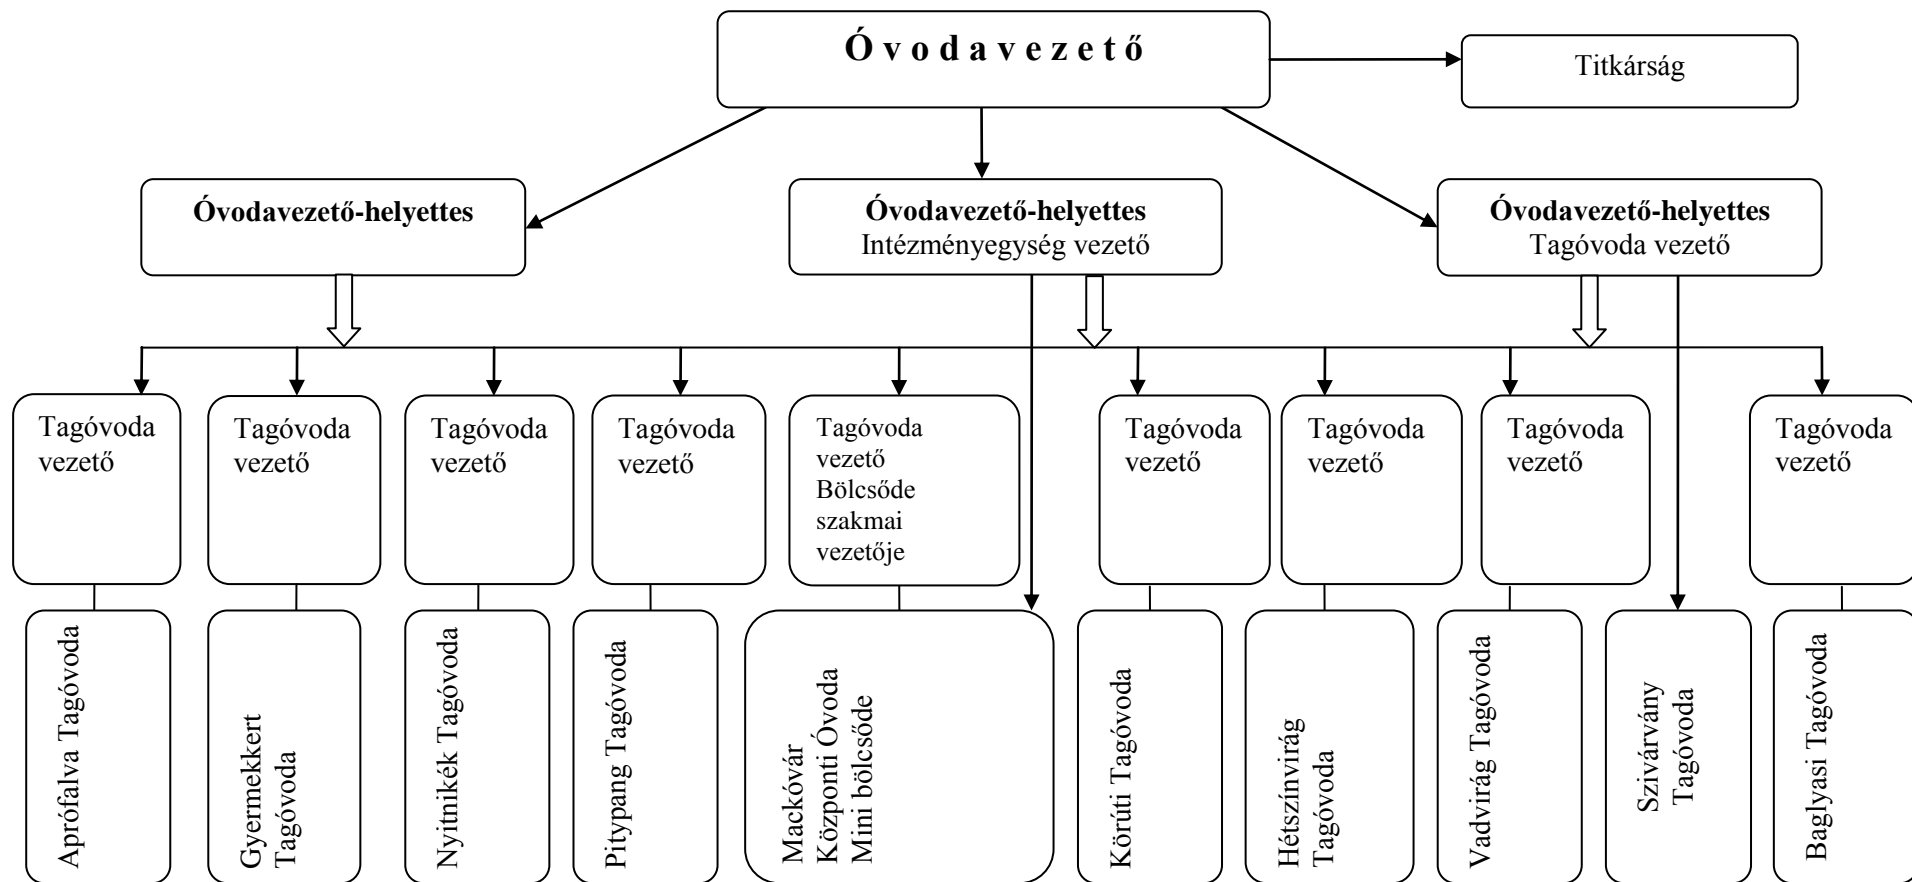 Ó v o d a v e z e t ő
Titkárság
Óvodavezető-helyettes
Óvodavezető-helyettes
Intézményegység vezető
Óvodavezető-helyettes
Tagóvoda vezető
Tagóvoda
vezető
Tagóvoda
vezető
Tagóvoda
vezető
Tagóvoda
vezető
Tagóvoda
vezető
Bölcsőde
szakmai
vezetője
Tagóvoda
vezető
Tagóvoda
vezető
Tagóvoda
vezető
Tagóvoda
vezető
Aprófalva Tagóvoda
Gyermekkert
Tagóvoda
Nyitnikék Tagóvoda
Pitypang Tagóvoda
Mackóvár
Központi Óvoda
Mini bölcsőde
Körúti Tagóvoda
Hétszínvirág
Tagóvoda
Vadvirág Tagóvoda
Szivárvány
Tagóvoda
Baglyasi Tagóvoda